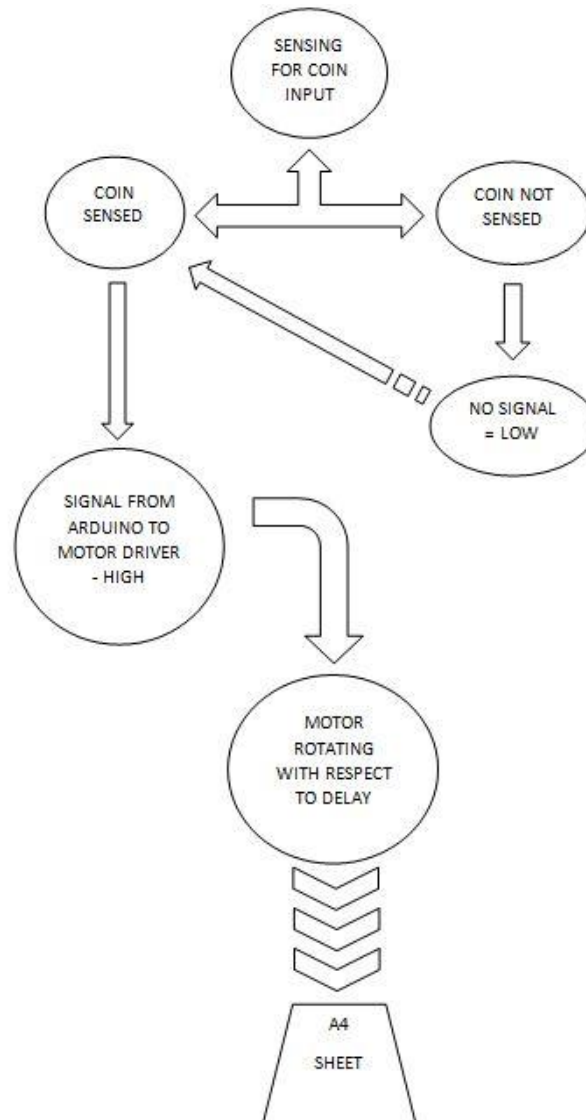 SENSING
FOR COIN
INPUT
COIN
SENSED
COIN NOT
SENSED
NO SIGNAL
= LOW
SIGNAL FROM
ARDUINO TO
MOTOR DRIVER
- HIGH
MOTOR
ROTATING
WITH RESPECT
TO DELAY
A4
SHEET